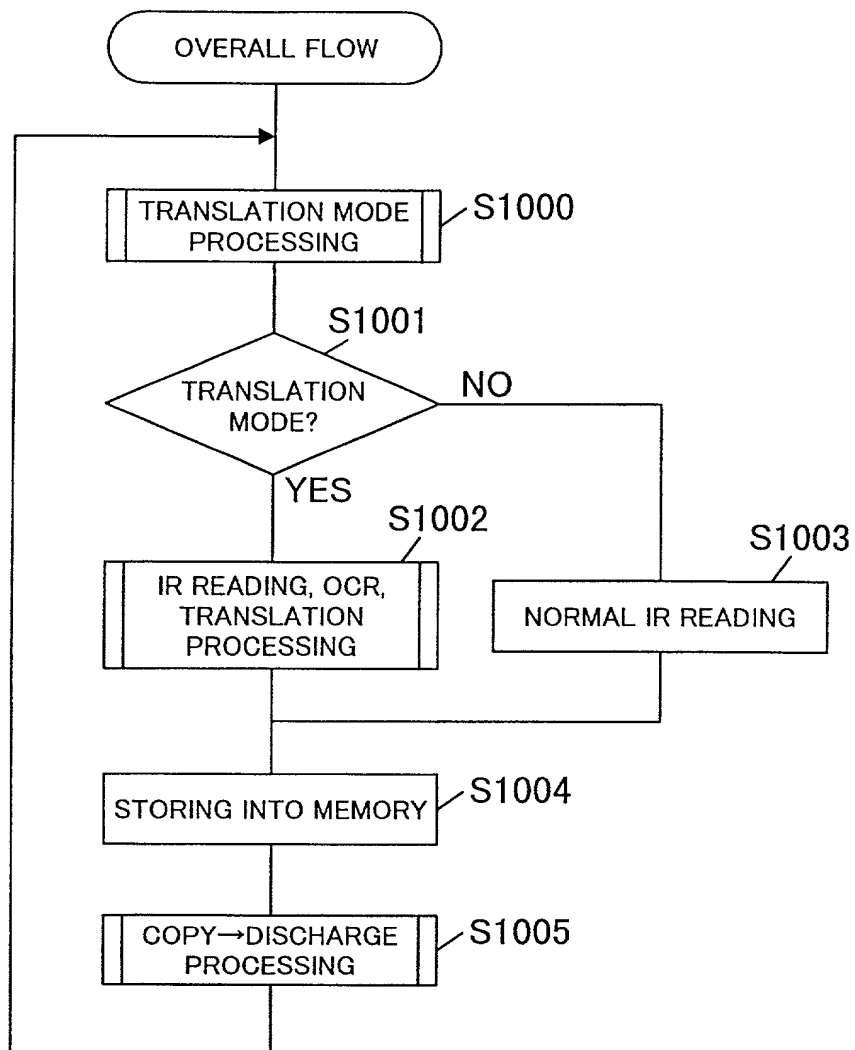 OVERALL FLOW
TRANSLATION MODE
PROCESSING
S1000
S1001
TRANSLATION
MODE?
NO
YES
S1002
IR READING, OCR,
TRANSLATION
PROCESSING
S1003
NORMAL IR READING
STORING INTO MEMORY
S1004
COPY→DISCHARGE
PROCESSING
S1005